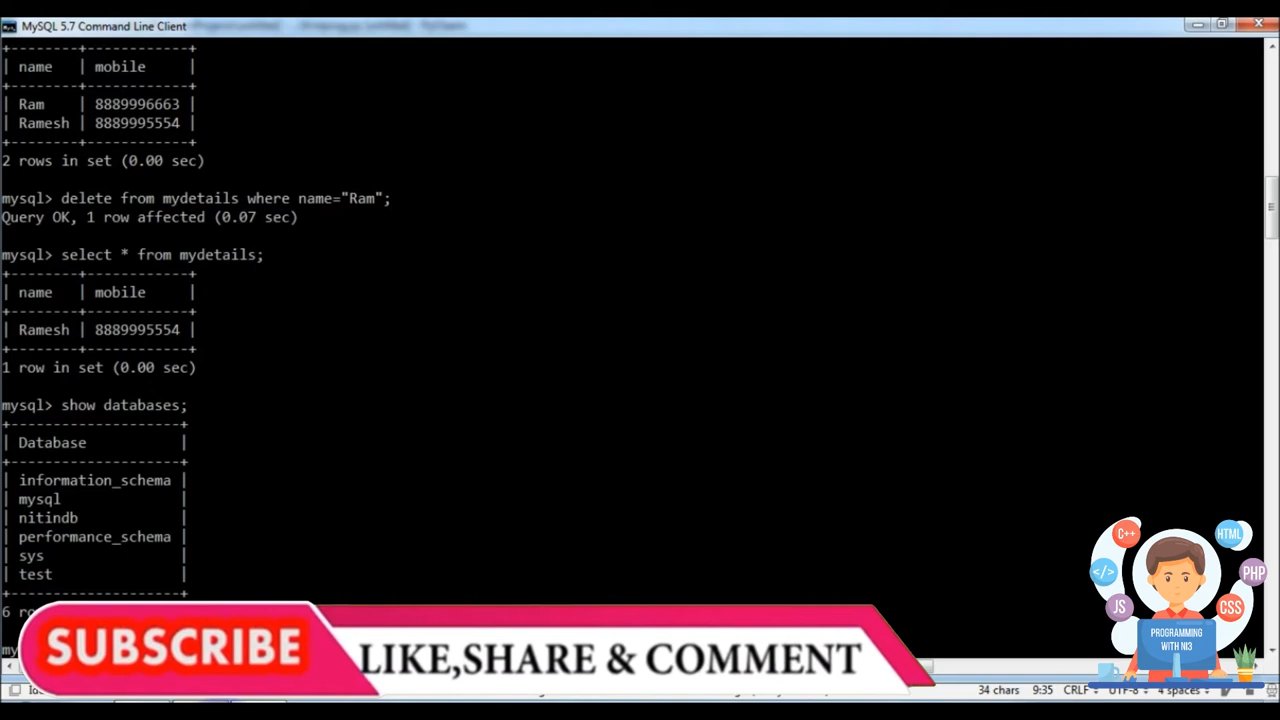 MySQL 5.7 Command Line Client
+--------+------------+
| name   | mobile     |
+--------+------------+
| Ram    | 8889996663 |
| Ramesh | 8889995554 |
+--------+------------+
2 rows in set (0.00 sec)
mysql> delete from mydetails where name="Ram";
Query OK, 1 row affected (0.07 sec)
mysql> select * from mydetails;
+--------+------------+
| name   | mobile     |
+--------+------------+
| Ramesh | 8889995554 |
+--------+------------+
1 row in set (0.00 sec)
mysql> show databases;
+--------------------+
| Database           |
+--------------------+
| information_schema |
| mysql              |
| nitindb            |
| performance_schema |
| sys                |
| test               |
+--------------------+
6
SUBSCRIBE
LIKE,SHARE & COMMENT
C++
HTML
</>
PHP
JS
CSS
PROGRAMMING
WITH NI3
34 chars 9:35 CRLF UTF-8 4 spaces